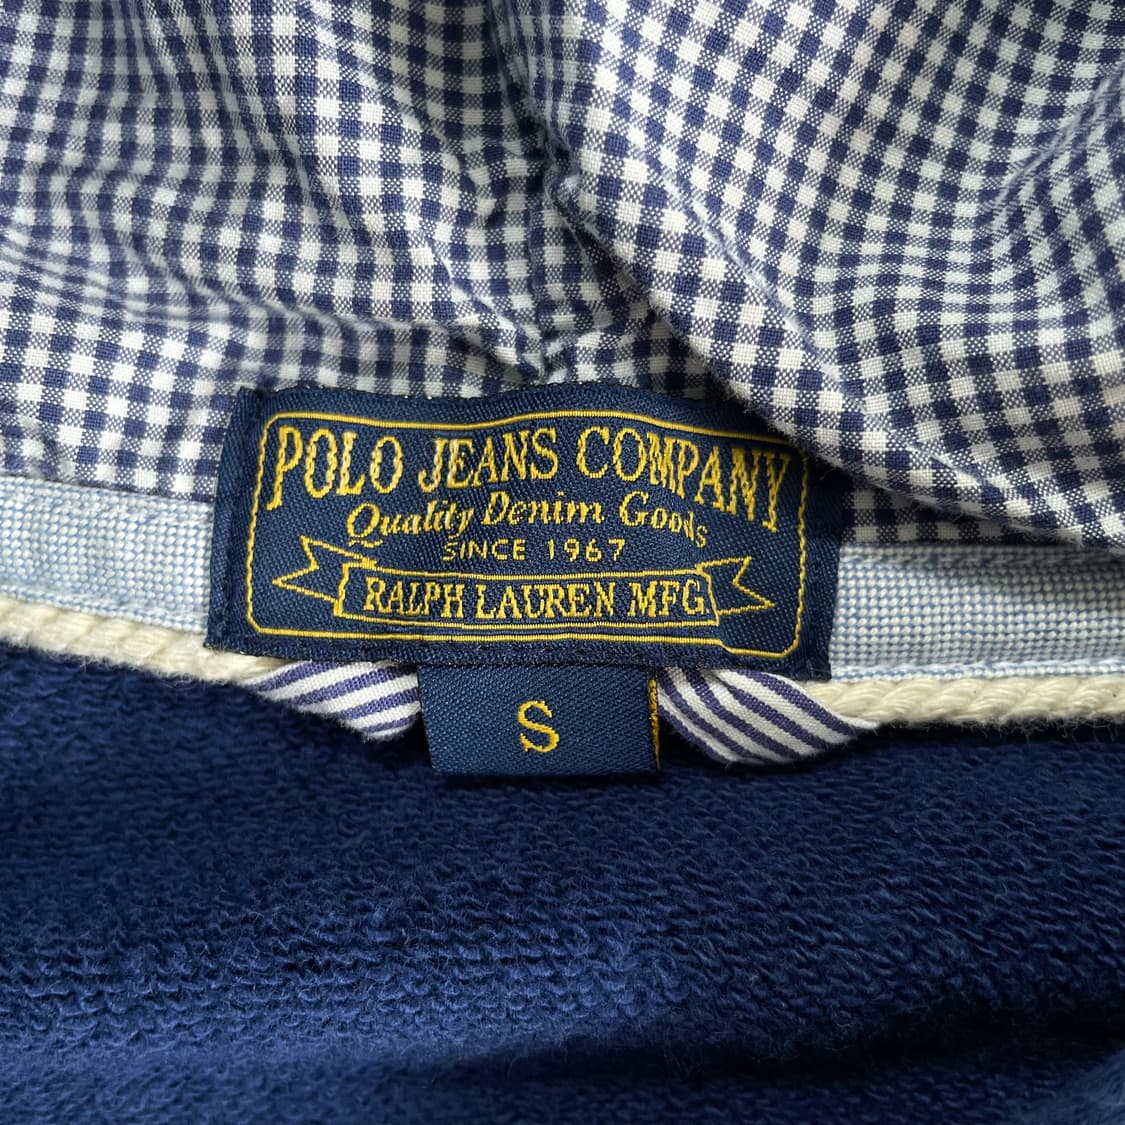 POLO JEANS COMPANY
Quality Denim Goods
SINCE 1967
RALPH LAUREN MFG
S